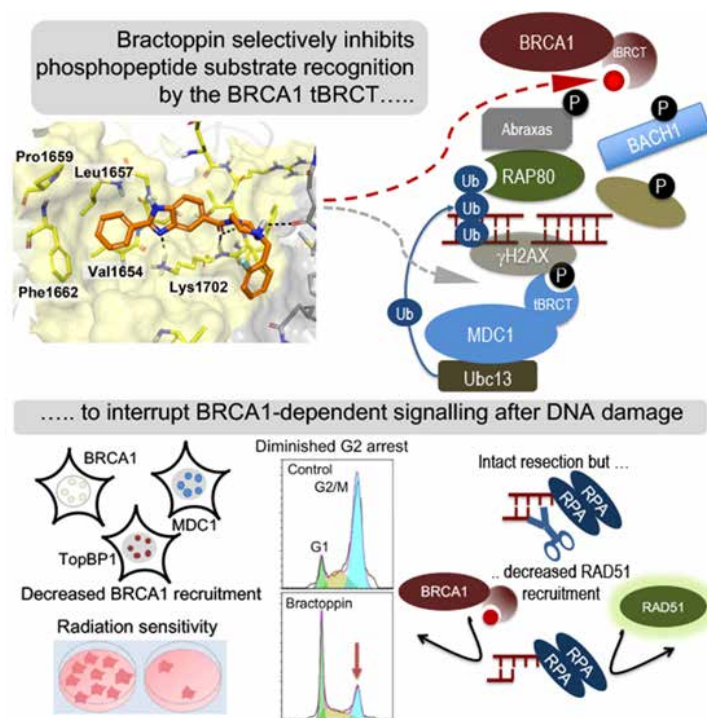 Bractoppin selectively inhibits
phosphopeptide substrate recognition
by the BRCA1 tBRCT.....
Pro1659
Leu1657
Val1654
Phe1662
Lys1702
BRCA1
tBRCT
P
Abraxas
P
BACH1
RAP80
P
Ub
Ub
Ub
γH2AX
P
tBRCT
MDC1
Ub
Ubc13
..... to interrupt BRCA1-dependent signalling after DNA damage
BRCA1
MDC1
TopBP1
Decreased BRCA1 recruitment
Radiation sensitivity
Diminished G2 arrest
Control
G2/M
G1
Bractoppin
Intact resection but ...
RPA
RPA
.. decreased RAD51
recruitment
BRCA1
RAD51
RPA
RPA